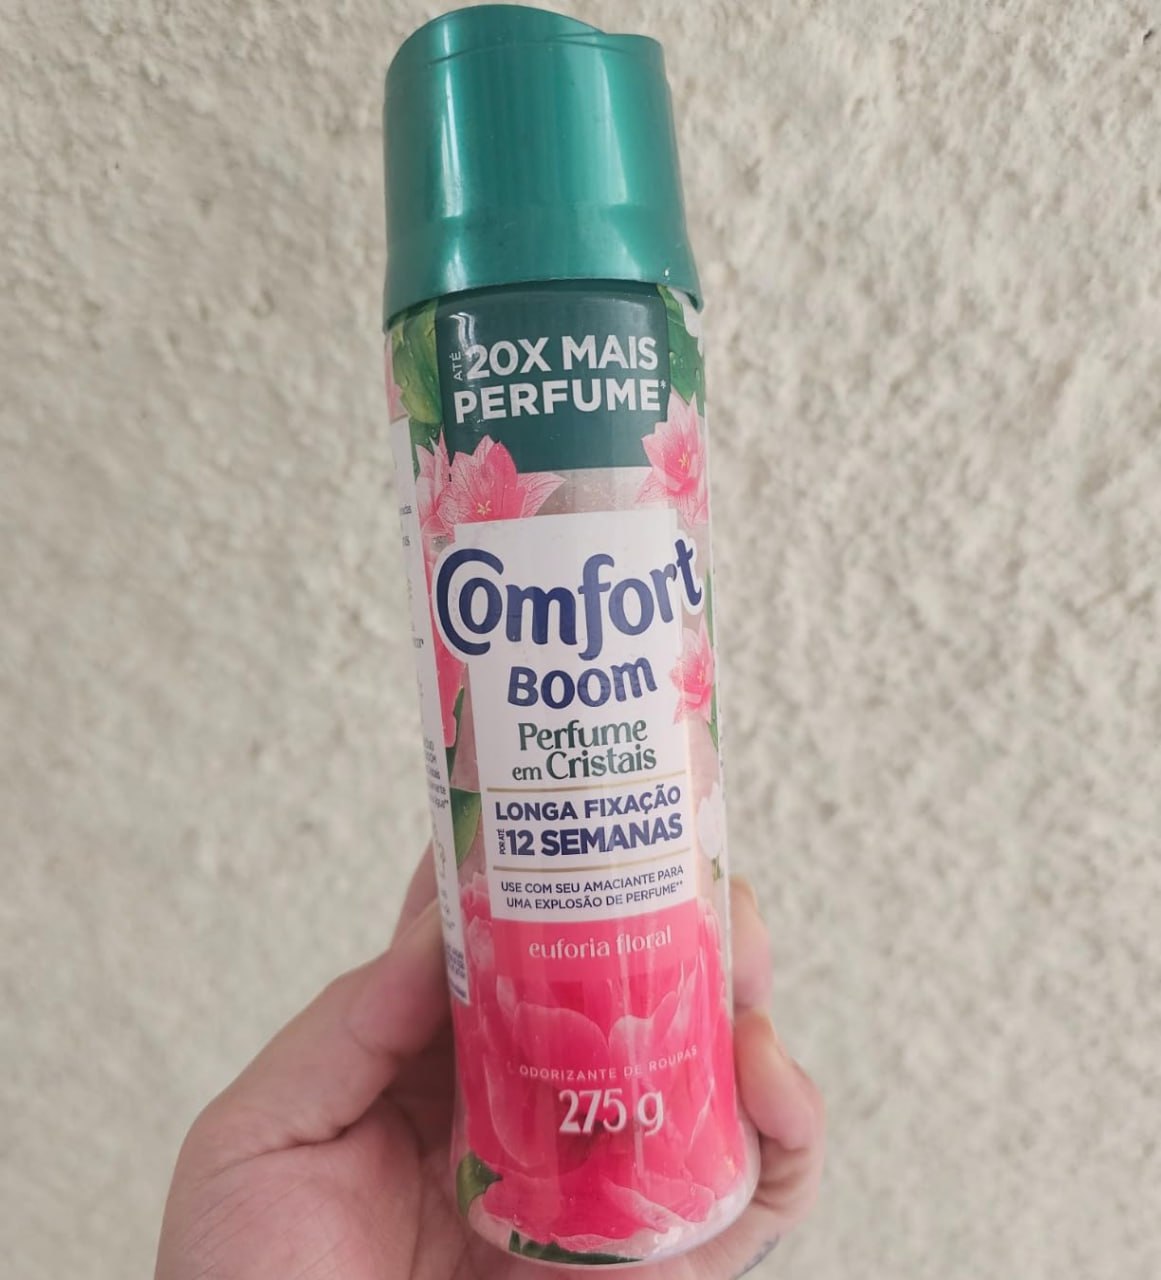 ATÉ 20X MAIS
PERFUME*
Comfort
BOOM
Perfume
em Cristais
LONGA FIXAÇÃO
POR ATÉ 12 SEMANAS
USE COM SEU AMACIANTE PARA
UMA EXPLOSÃO DE PERFUME**
euforia floral
ODORIZANTE DE ROUPAS
275 g